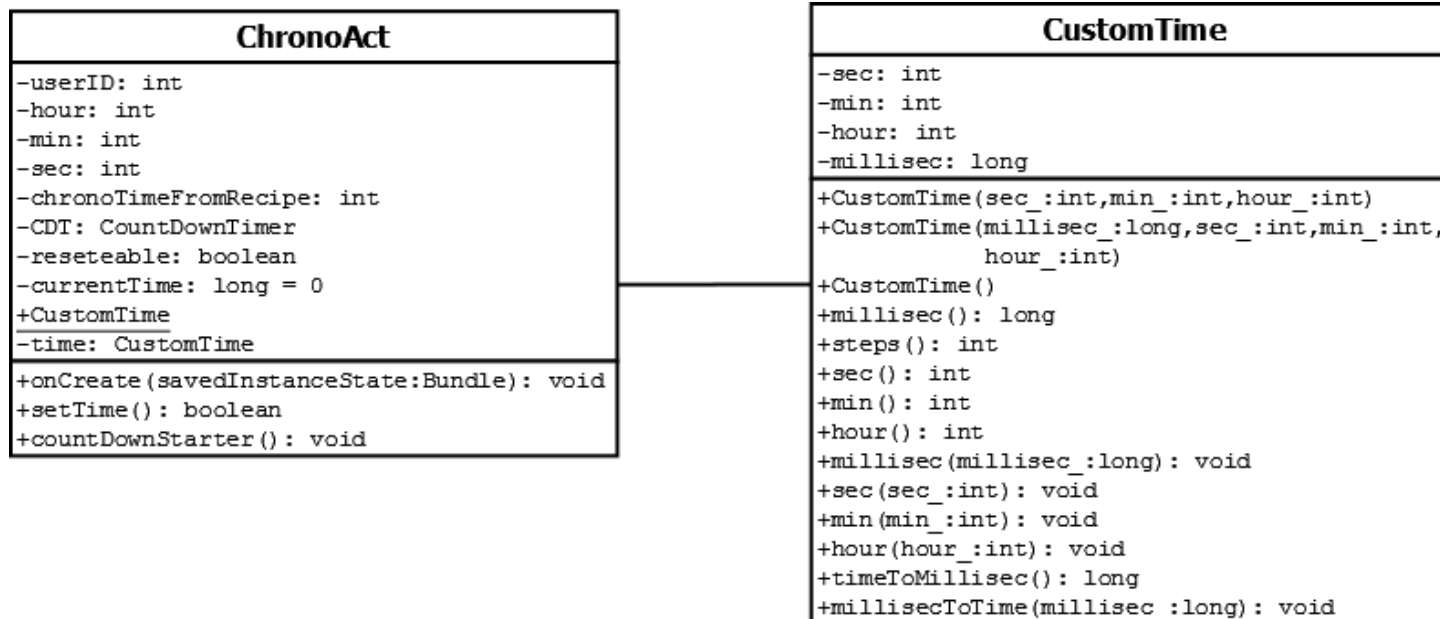 ChronoAct
-userID: int
-hour: int
-min: int
-sec: int
-chronoTimeFromRecipe: int
-CDT: CountDownTimer
-reseteable: boolean
-currentTime: long = 0
+CustomTime
-time: CustomTime
+onCreate(savedInstanceState:Bundle): void
+setTime(): boolean
+countDownStarter(): void
CustomTime
-sec: int
-min: int
-hour: int
-millisec: long
+CustomTime(sec_:int,min_:int,hour_:int)
+CustomTime(millisec_:long,sec_:int,min_:int,
hour_:int)
+CustomTime()
+millisec(): long
+steps(): int
+sec(): int
+min(): int
+hour(): int
+millisec(millisec_:long): void
+sec(sec_:int): void
+min(min_:int): void
+hour(hour_:int): void
+timeToMillisec(): long
+millisecToTime(millisec :long): void